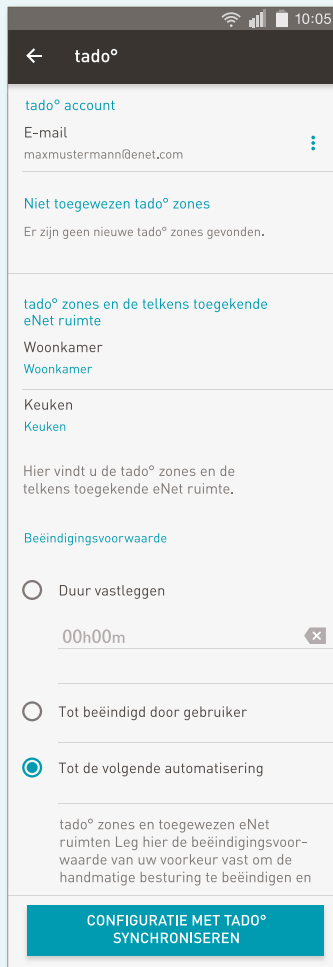 10:05
tado°
tado° account
E-mail
maxmustermann@enet.com
Niet toegewezen tado° zones
Er zijn geen nieuwe tado° zones gevonden.
tado° zones en de telkens toegekende
eNet ruimte
Woonkamer
Woonkamer
Keuken
Keuken
Hier vindt u de tado° zones en de
telkens toegekende eNet ruimte.
Beëindigingsvoorwaarde
Duur vastleggen
00h00m
Tot beëindigd door gebruiker
Tot de volgende automatisering
tado° zones en toegewezen eNet
ruimten Leg hier de beëindigingsvoor-
waarde van uw voorkeur vast om de
handmatige besturing te beëindigen en
CONFIGURATIE MET TADO°
SYNCHRONISEREN